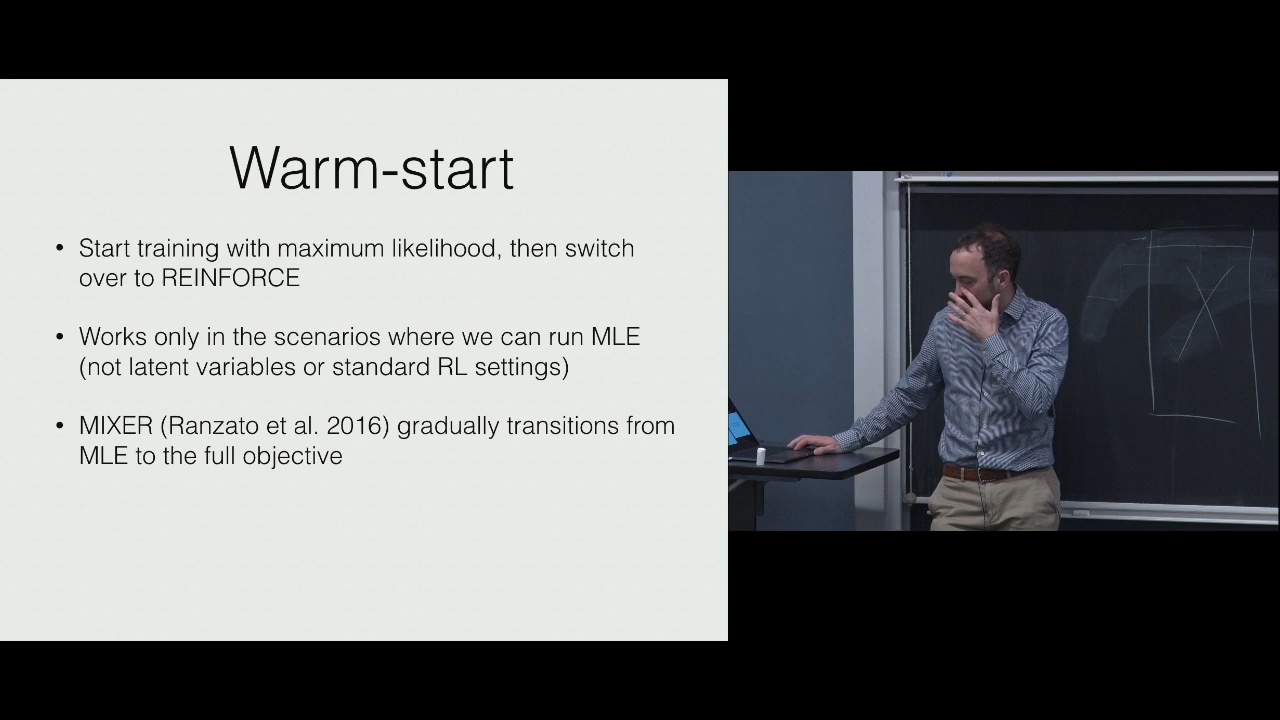 Warm-start
• Start training with maximum likelihood, then switch
over to REINFORCE
• Works only in the scenarios where we can run MLE
(not latent variables or standard RL settings)
• MIXER (Ranzato et al. 2016) gradually transitions from
MLE to the full objective